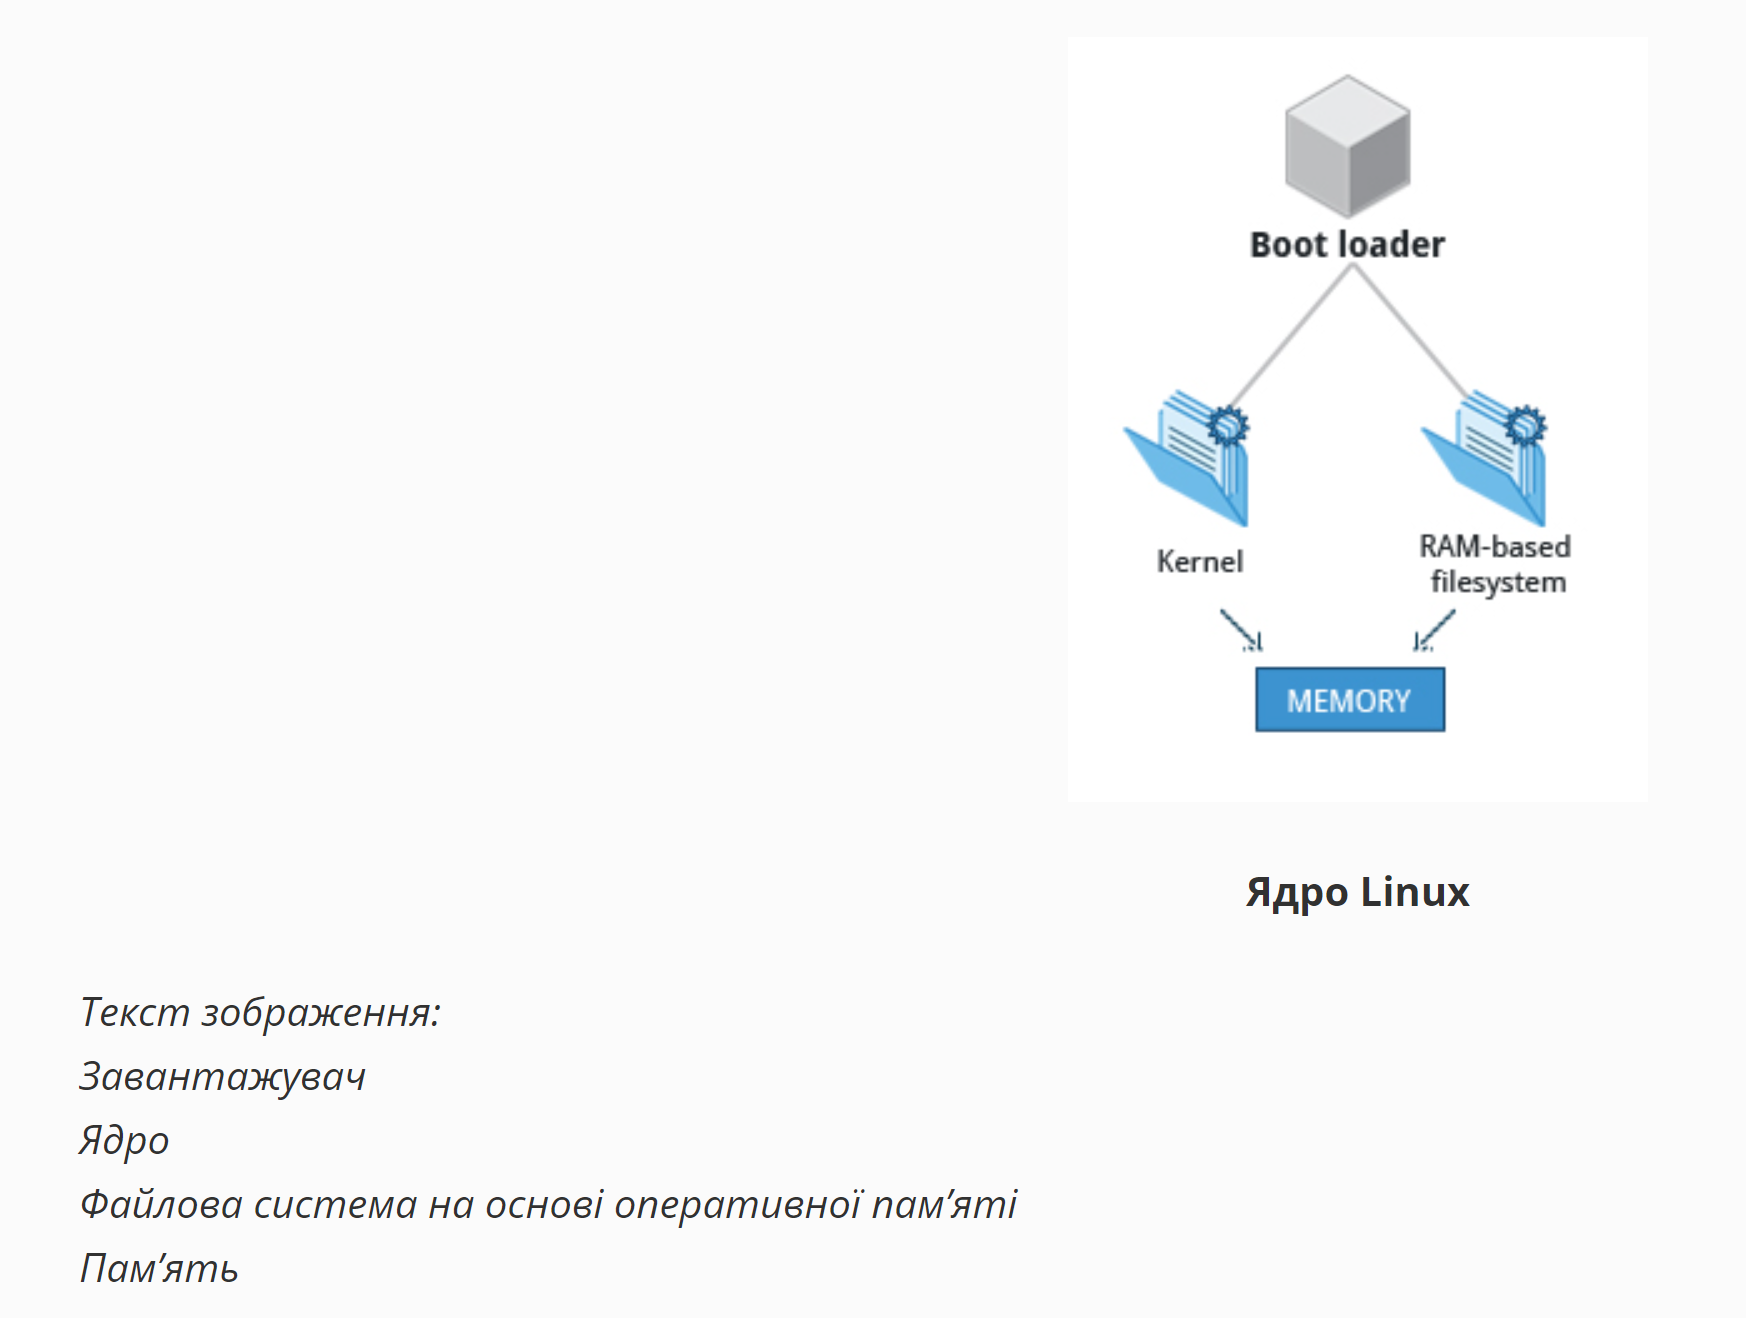 Boot loader
Kernel
RAM-based
filesystem
MEMORY
Ядро Linux
Текст зображення:
Завантажувач
Ядро
Файлова система на основі оперативної пам’яті
Пам’ять